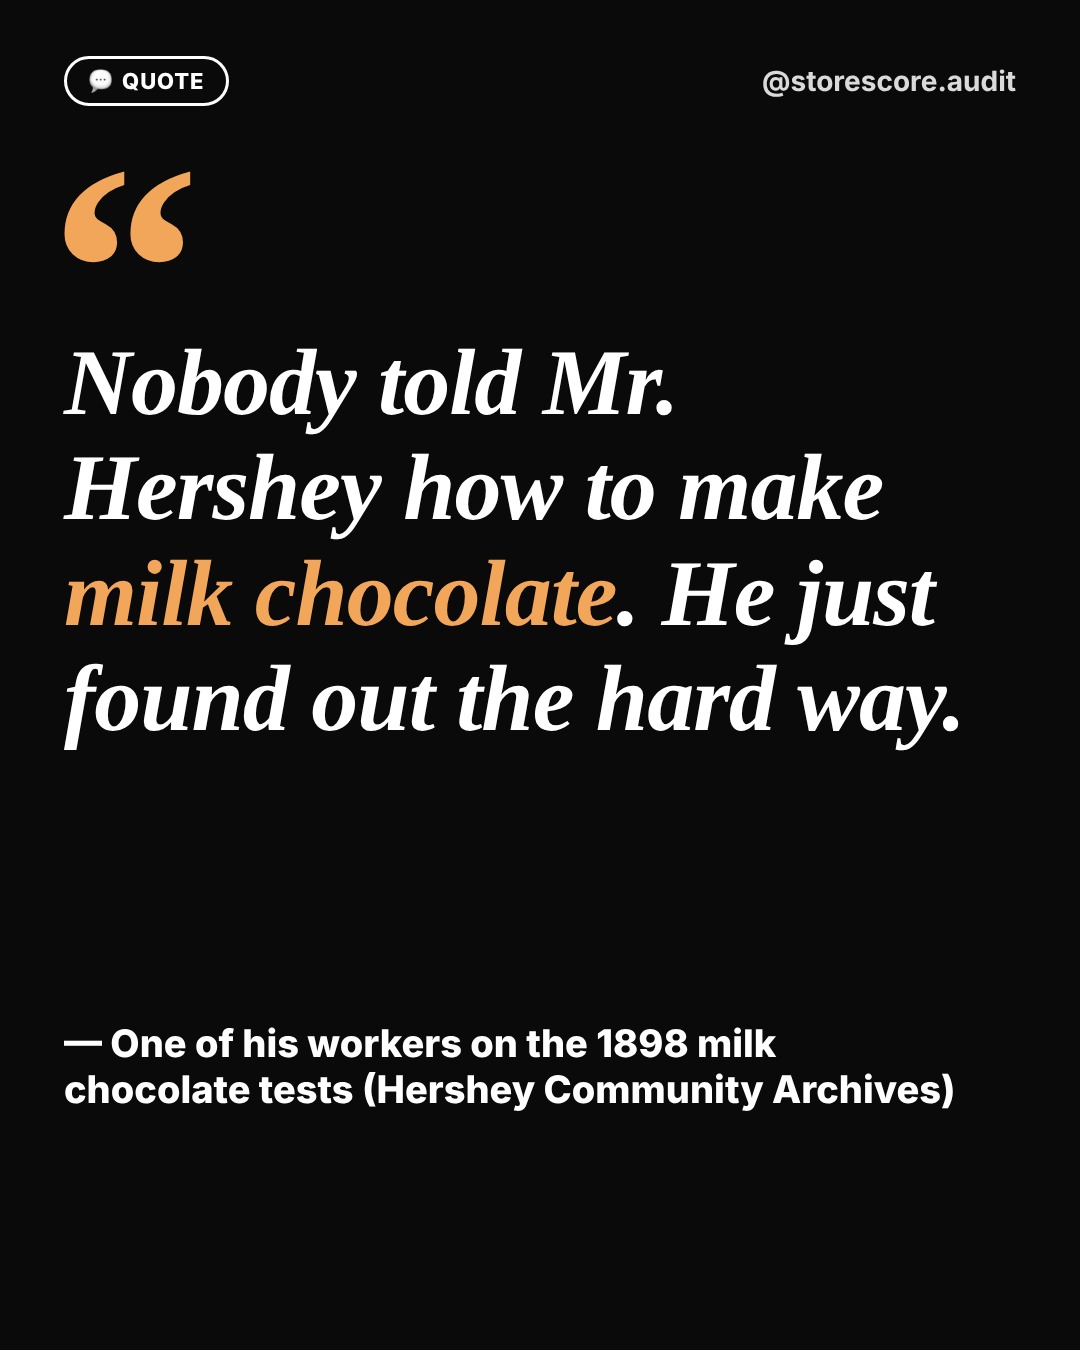 💬 QUOTE
@storescore.audit
“
Nobody told Mr.
Hershey how to make
milk chocolate. He just
found out the hard way.
— One of his workers on the 1898 milk
chocolate tests (Hershey Community Archives)